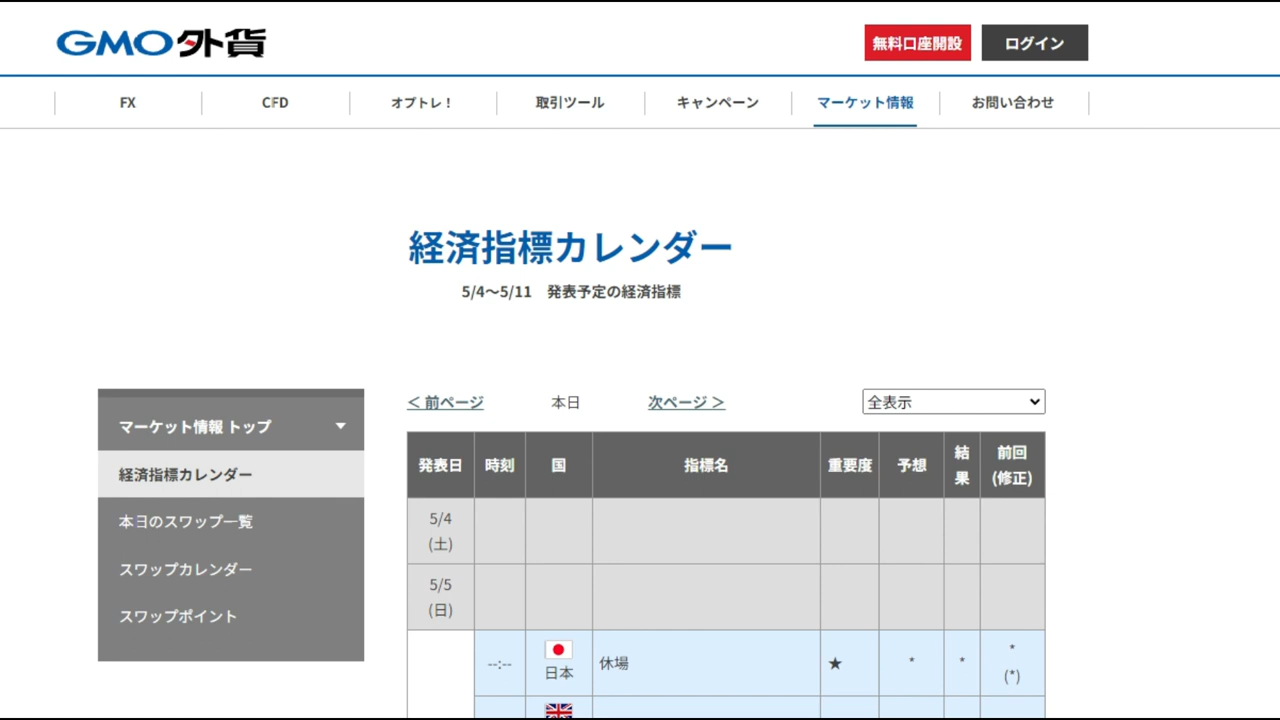 GMO外貨
無料口座開設
ログイン
FX
CFD
オプトレ！
取引ツール
キャンペーン
マーケット情報
お問い合わせ
経済指標カレンダー
5/4～5/11　発表予定の経済指標
マーケット情報 トップ
経済指標カレンダー
本日のスワップ一覧
スワップカレンダー
スワップポイント
＜ 前ページ
本日
次ページ ＞
全表示
発表日 時刻 国 指標名 重要度 予想 結果 前回(修正)
5/4
(土)
5/5
(日)
--:-- 日本 休場 ★ * * *
(*)